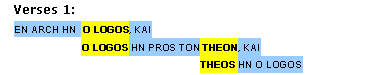 Verses 1:
EN ARCH HN O LOGOS, KAI
O LOGOS HN PROS TON THEON, KAI
THEOS HN O LOGOS